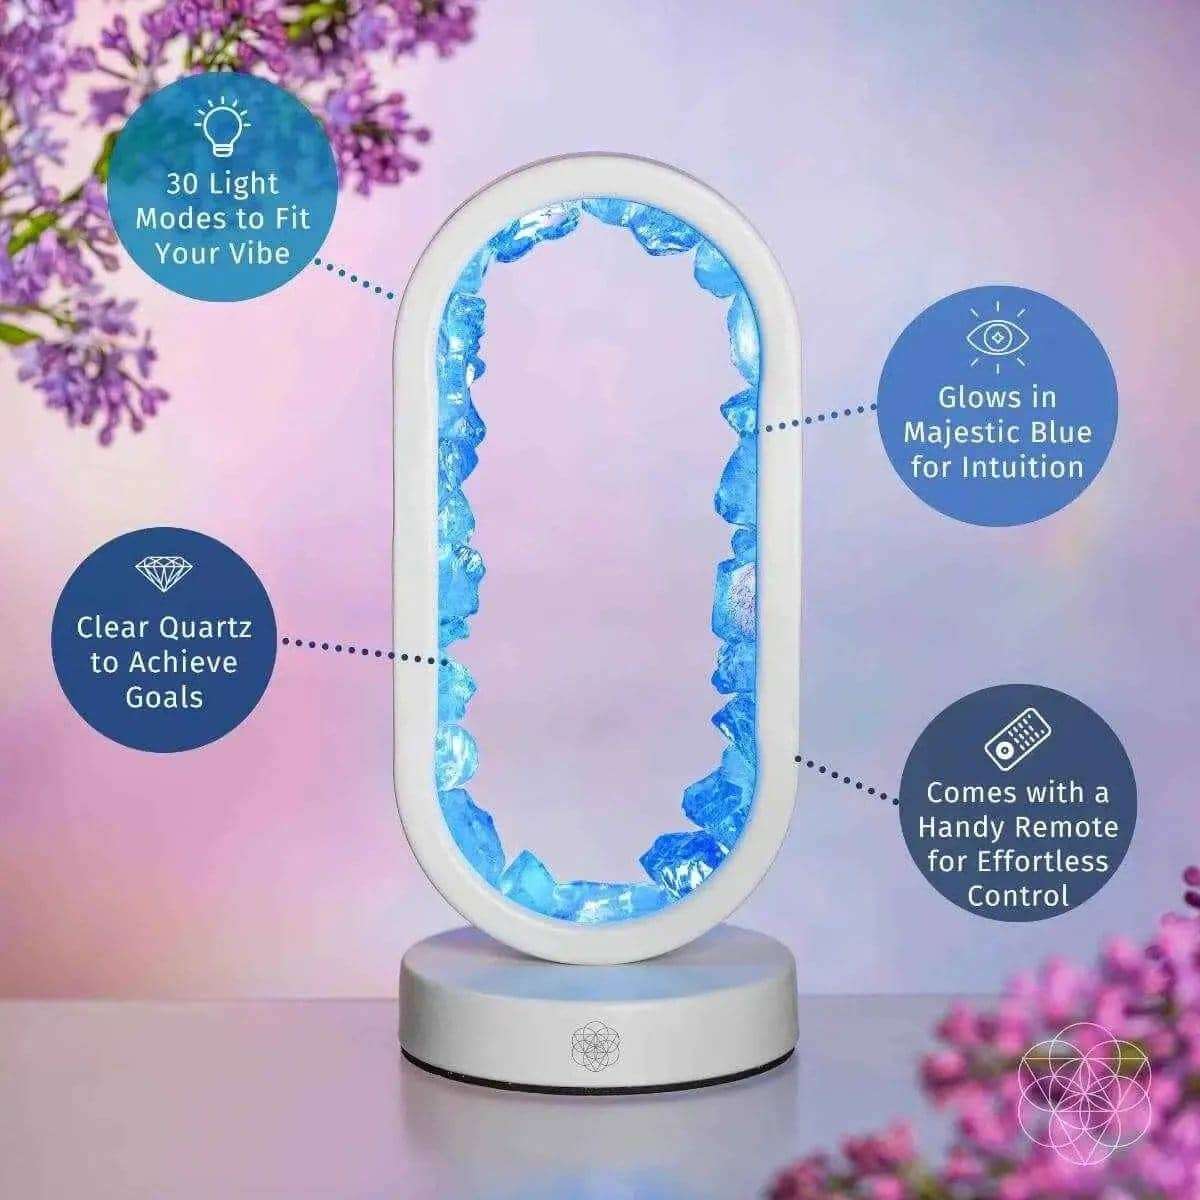 30 Light
Modes to Fit
Your Vibe
Glows in
Majestic Blue
for Intuition
Clear Quartz
to Achieve
Goals
Comes with a
Handy Remote
for Effortless
Control